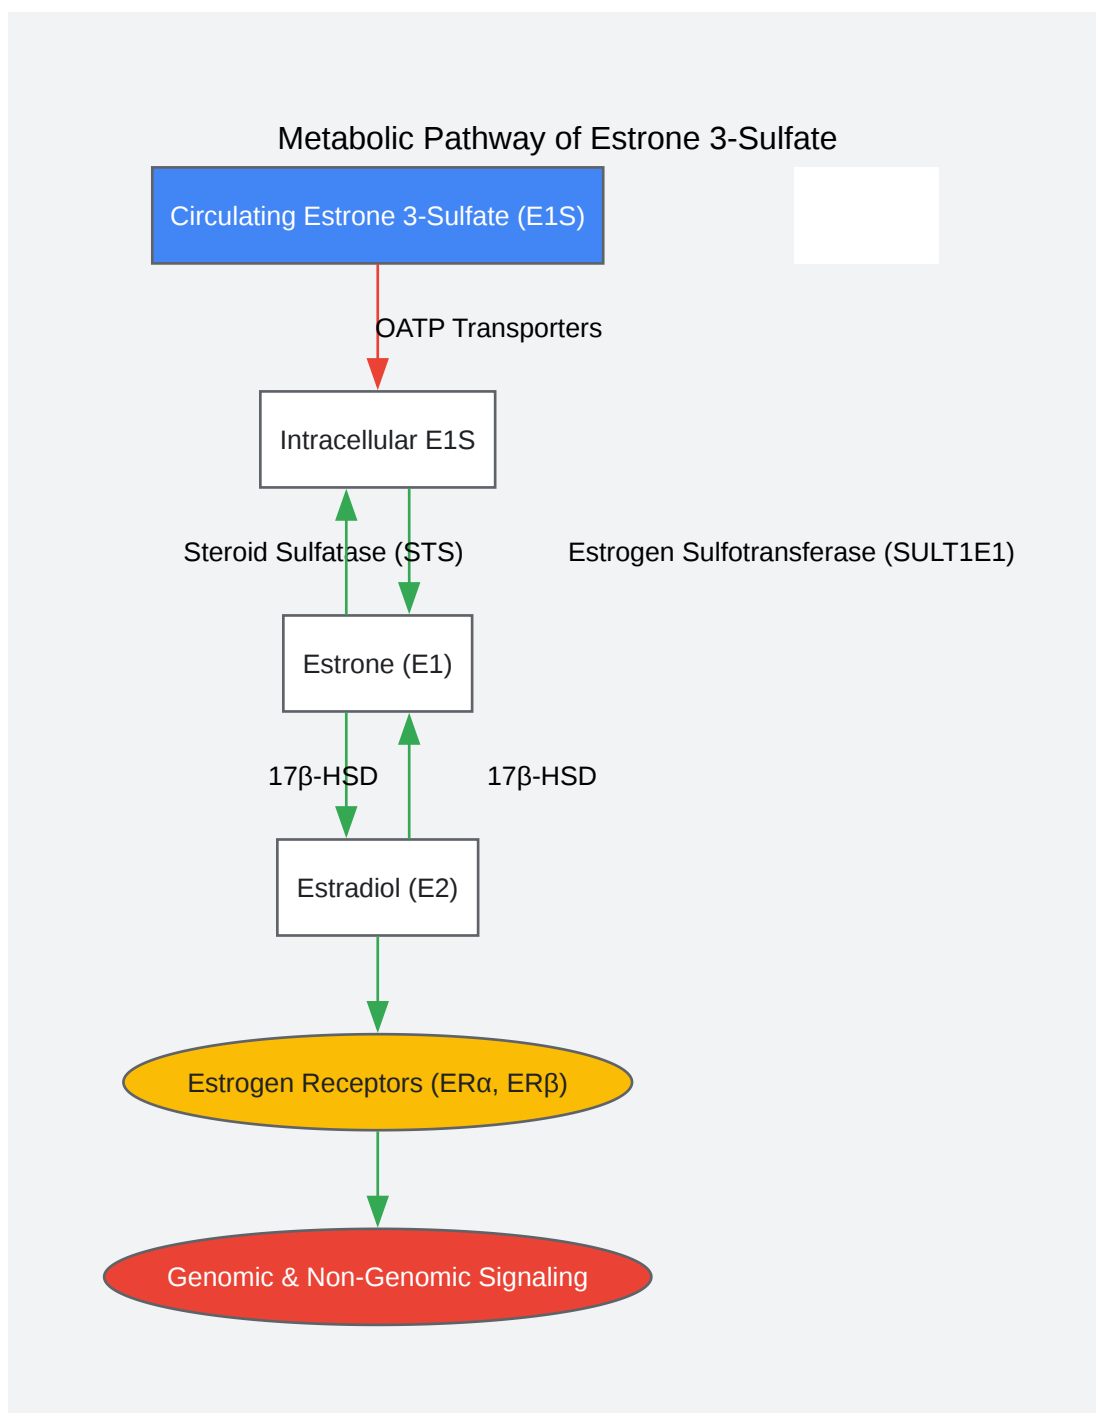 Metabolic Pathway of Estrone 3-Sulfate
Circulating Estrone 3-Sulfate (E1S)
OATP Transporters
Intracellular E1S
Steroid Sulfatase (STS)
Estrogen Sulfotransferase (SULT1E1)
Estrone (E1)
17β-HSD
17β-HSD
Estradiol (E2)
Estrogen Receptors (ERα, ERβ)
Genomic & Non-Genomic Signaling